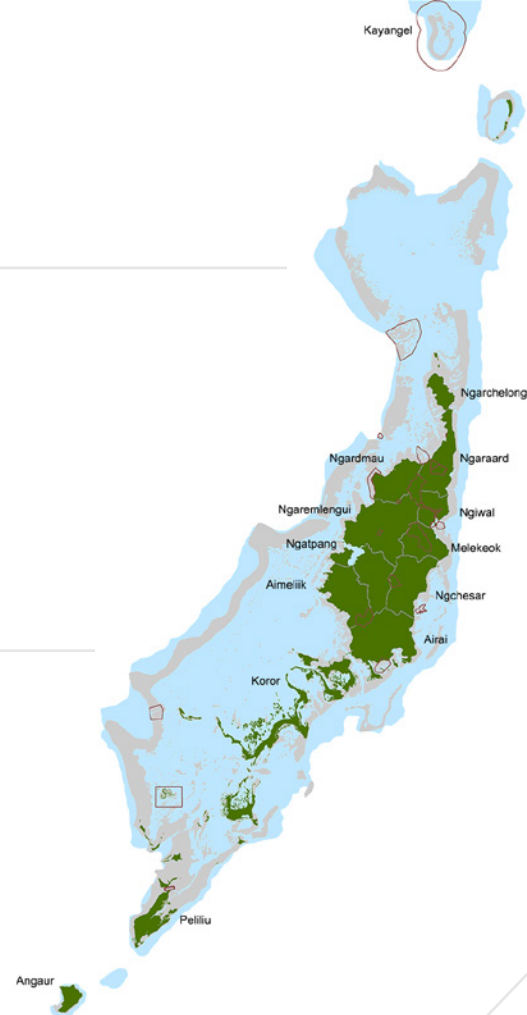 Kayangel
Ngarchelong
Ngardmau
Ngaraard
Ngaremlengui
Ngiwal
Ngatpang
Melekeok
Aimeliik
Ngchesar
Airai
Koror
Peliliu
Angaur